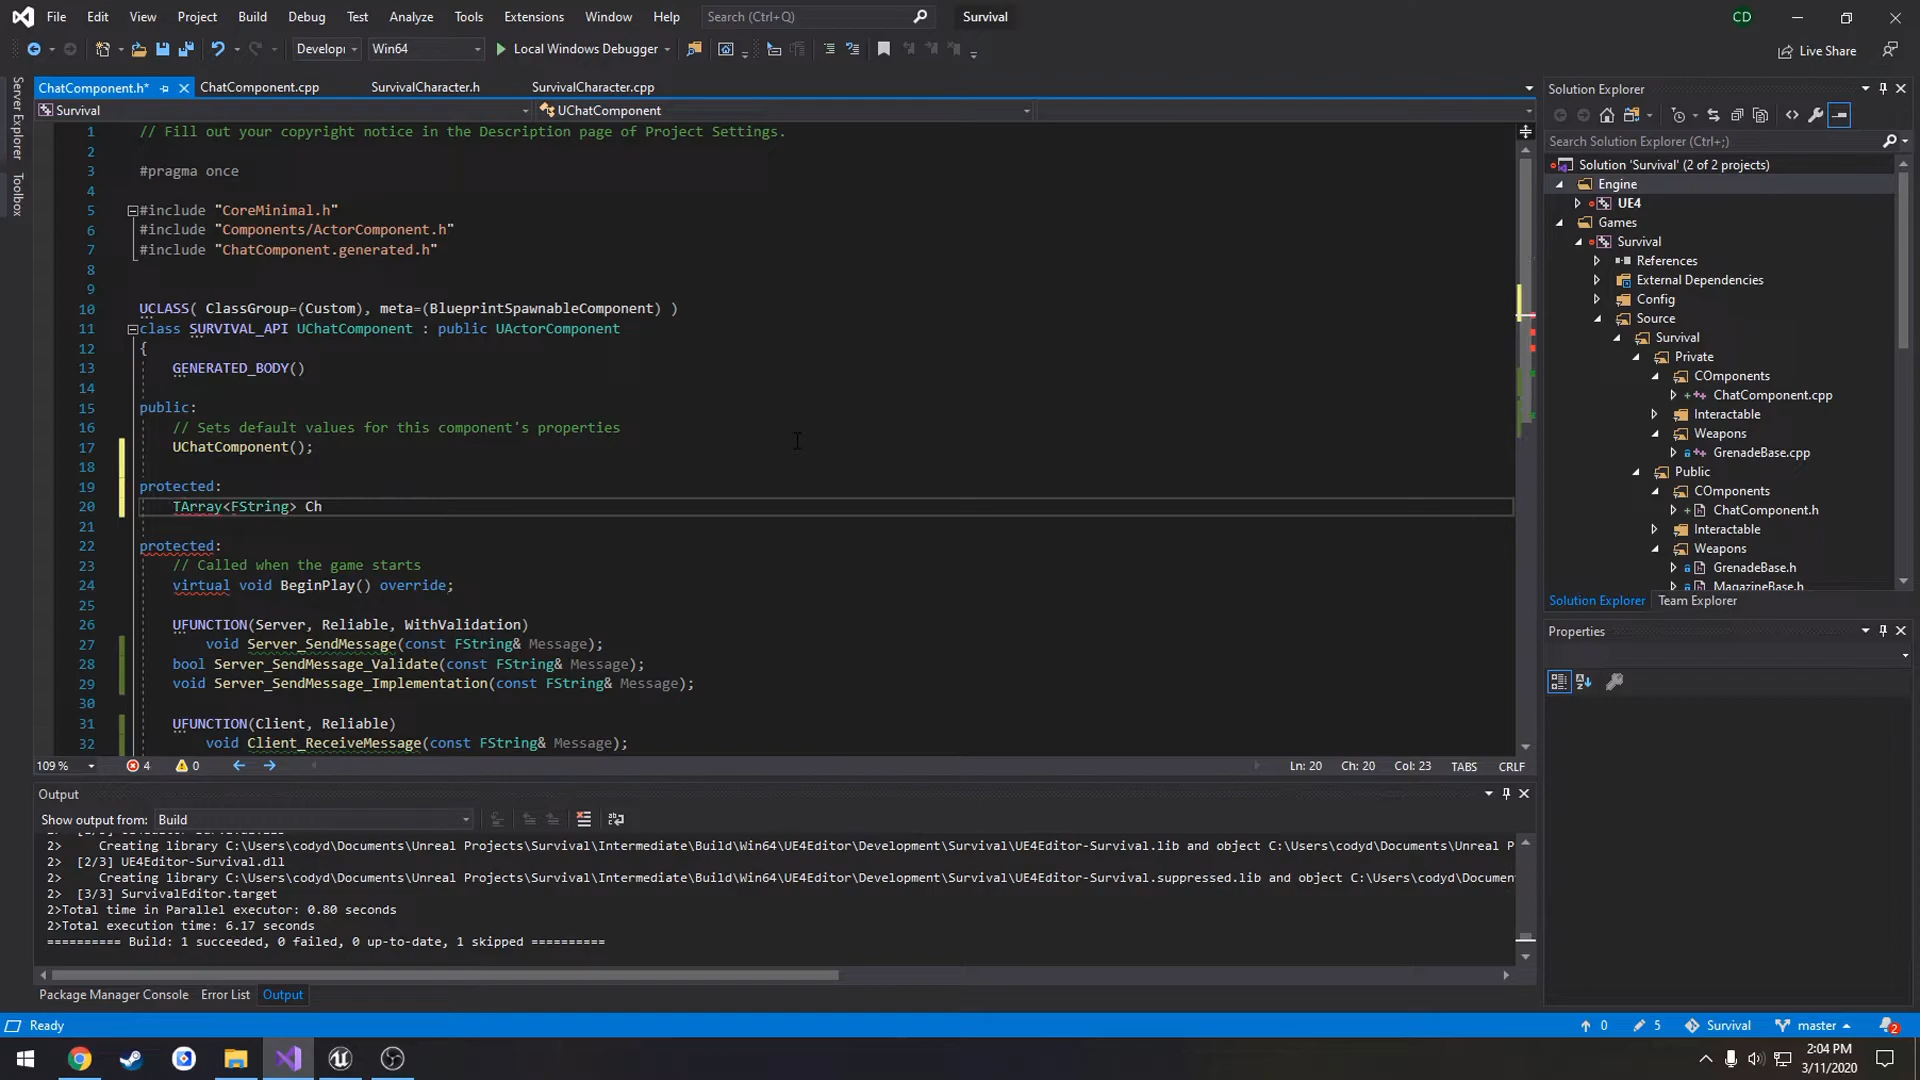 File Edit View Project Build Debug Test Analyze Tools Extensions Window Help Search (Ctrl+Q) Survival CD
Develop Win64 Local Windows Debugger Live Share
ChatComponent.h* ChatComponent.cpp SurvivalCharacter.h SurvivalCharacter.cpp
Survival UChatComponent
Server Explorer
Toolbox
1 // Fill out your copyright notice in the Description page of Project Settings.
2
3 #pragma once
4
5 #include "CoreMinimal.h"
6 #include "Components/ActorComponent.h"
7 #include "ChatComponent.generated.h"
8
9
10 UCLASS( ClassGroup=(Custom), meta=(BlueprintSpawnableComponent) )
11 class SURVIVAL_API UChatComponent : public UActorComponent
12 {
13 GENERATED_BODY()
14
15 public:
16 // Sets default values for this component's properties
17 UChatComponent();
18
19 protected:
20 TArray<FString> Ch
21
22 protected:
23 // Called when the game starts
24 virtual void BeginPlay() override;
25
26 UFUNCTION(Server, Reliable, WithValidation)
27 void Server_SendMessage(const FString& Message);
28 bool Server_SendMessage_Validate(const FString& Message);
29 void Server_SendMessage_Implementation(const FString& Message);
30
31 UFUNCTION(Client, Reliable)
32 void Client_ReceiveMessage(const FString& Message);
109 % 4 0 Ln: 20 Ch: 20 Col: 23 TABS CRLF
Output
Show output from: Build
2> Creating library C:\Users\codyd\Documents\Unreal Projects\Survival\Intermediate\Build\Win64\UE4Editor\Development\Survival\UE4Editor-Survival.lib and object C:\Users\codyd\Documents\Unreal P
2> [2/3] UE4Editor-Survival.dll
2> Creating library C:\Users\codyd\Documents\Unreal Projects\Survival\Intermediate\Build\Win64\UE4Editor\Development\Survival\UE4Editor-Survival.suppressed.lib and object C:\Users\codyd\Documen
2> [3/3] SurvivalEditor.target
2>Total time in Parallel executor: 0.80 seconds
2>Total execution time: 6.17 seconds
========== Build: 1 succeeded, 0 failed, 0 up-to-date, 1 skipped ==========
Package Manager Console Error List Output
Solution Explorer
Search Solution Explorer (Ctrl+;)
Solution 'Survival' (2 of 2 projects)
Engine
UE4
Games
Survival
References
External Dependencies
Config
Source
Survival
Private
COmponents
ChatComponent.cpp
Interactable
Weapons
GrenadeBase.cpp
Public
COmponents
ChatComponent.h
Interactable
Weapons
GrenadeBase.h
MagazineBase.h
Solution Explorer Team Explorer
Properties
Ready 0 5 Survival master 2
2:04 PM
3/11/2020